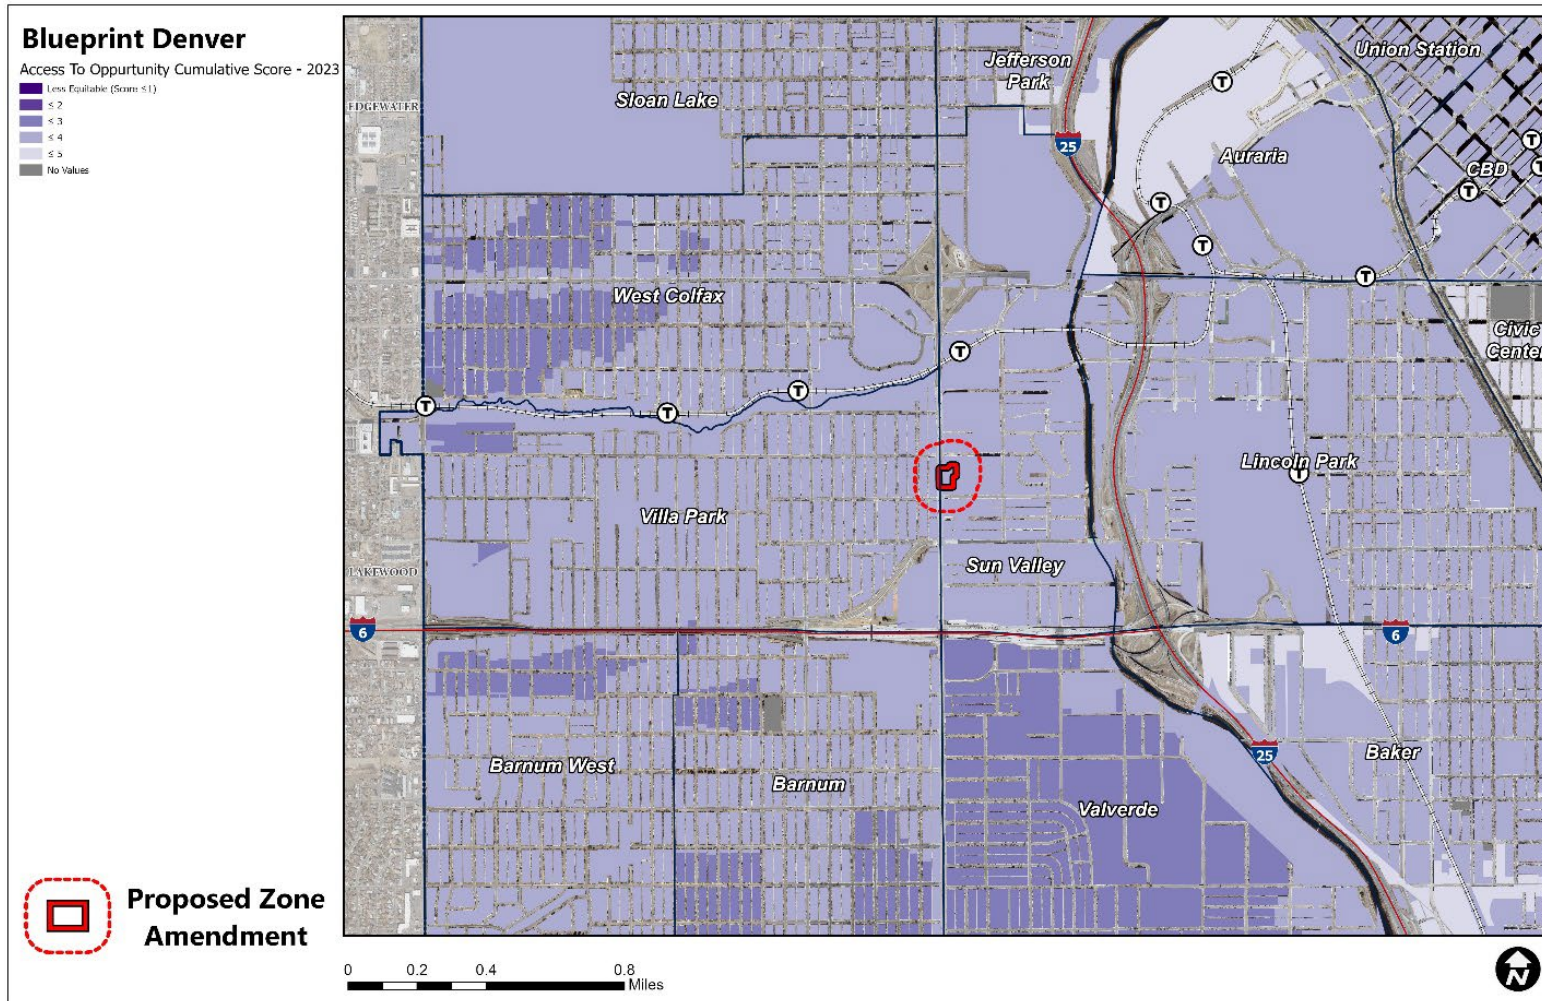 Blueprint Denver
Access To Oppurtunity Cumulative Score - 2023
Less Equitable (Score ≤1)
≤ 2
≤ 3
≤ 4
≤ 5
No Values
EDGEWATER
Sloan Lake
Jefferson
Park
Union Station
25
T
Auraria
T
CBD
T
T
T
T
T
West Colfax
T
Civic
Center
T
T
T
T
Lincoln Park
T
Villa Park
LAKEWOOD
Sun Valley
6
6
Barnum West
Barnum
25
Baker
Valverde
Proposed Zone
Amendment
0 0.2 0.4 0.8
Miles
N